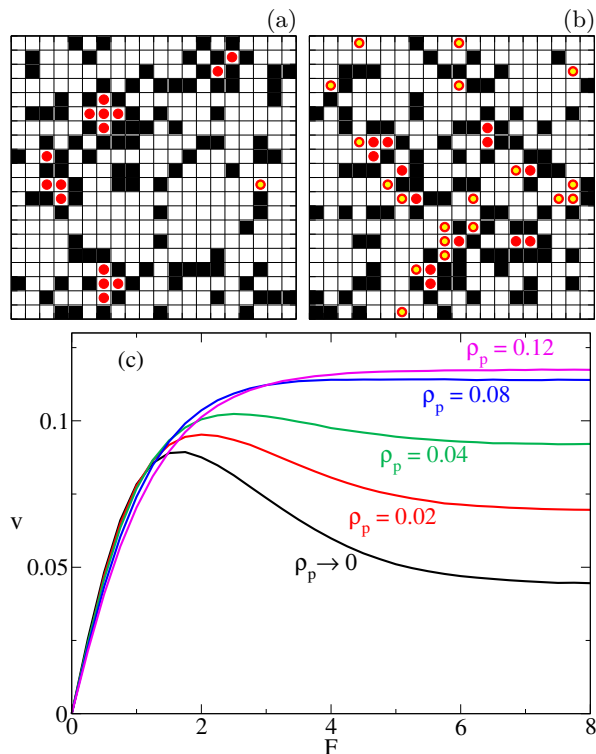 (a) (b)
(c)
ρp = 0.12
ρp = 0.08
ρp = 0.04
ρp = 0.02
ρp → 0
0.1
0.05
0
v
0 2 4 6 8
F